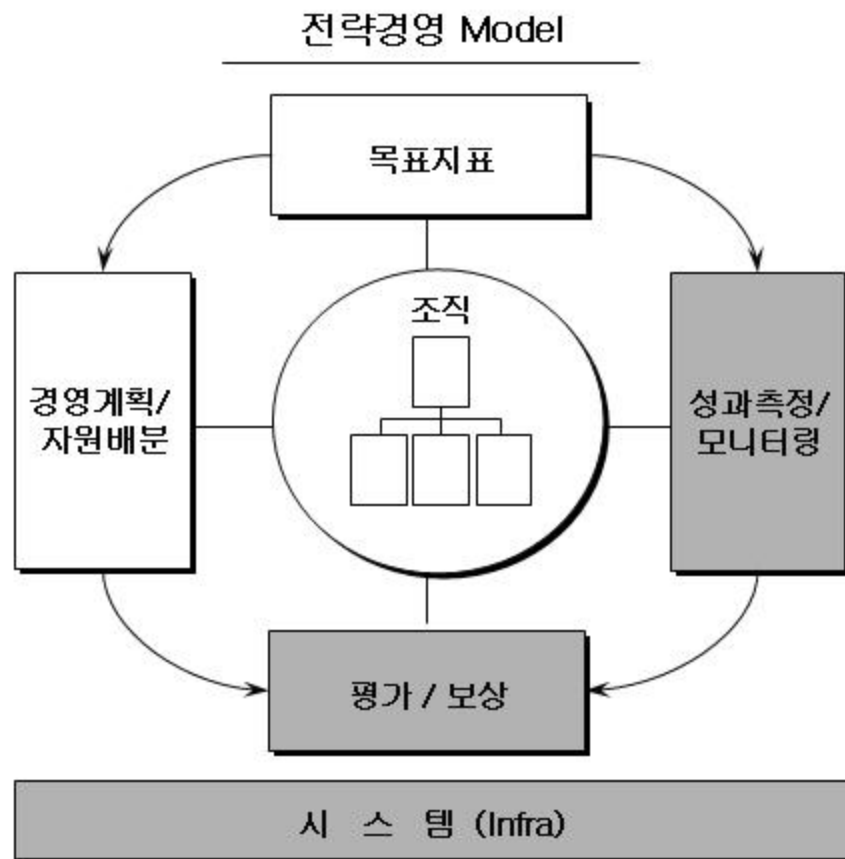 전략경영 Model
목표지표
조직
경영계획/
자원배분
성과측정/
모니터링
평가 / 보상
시 스 템 (Infra)